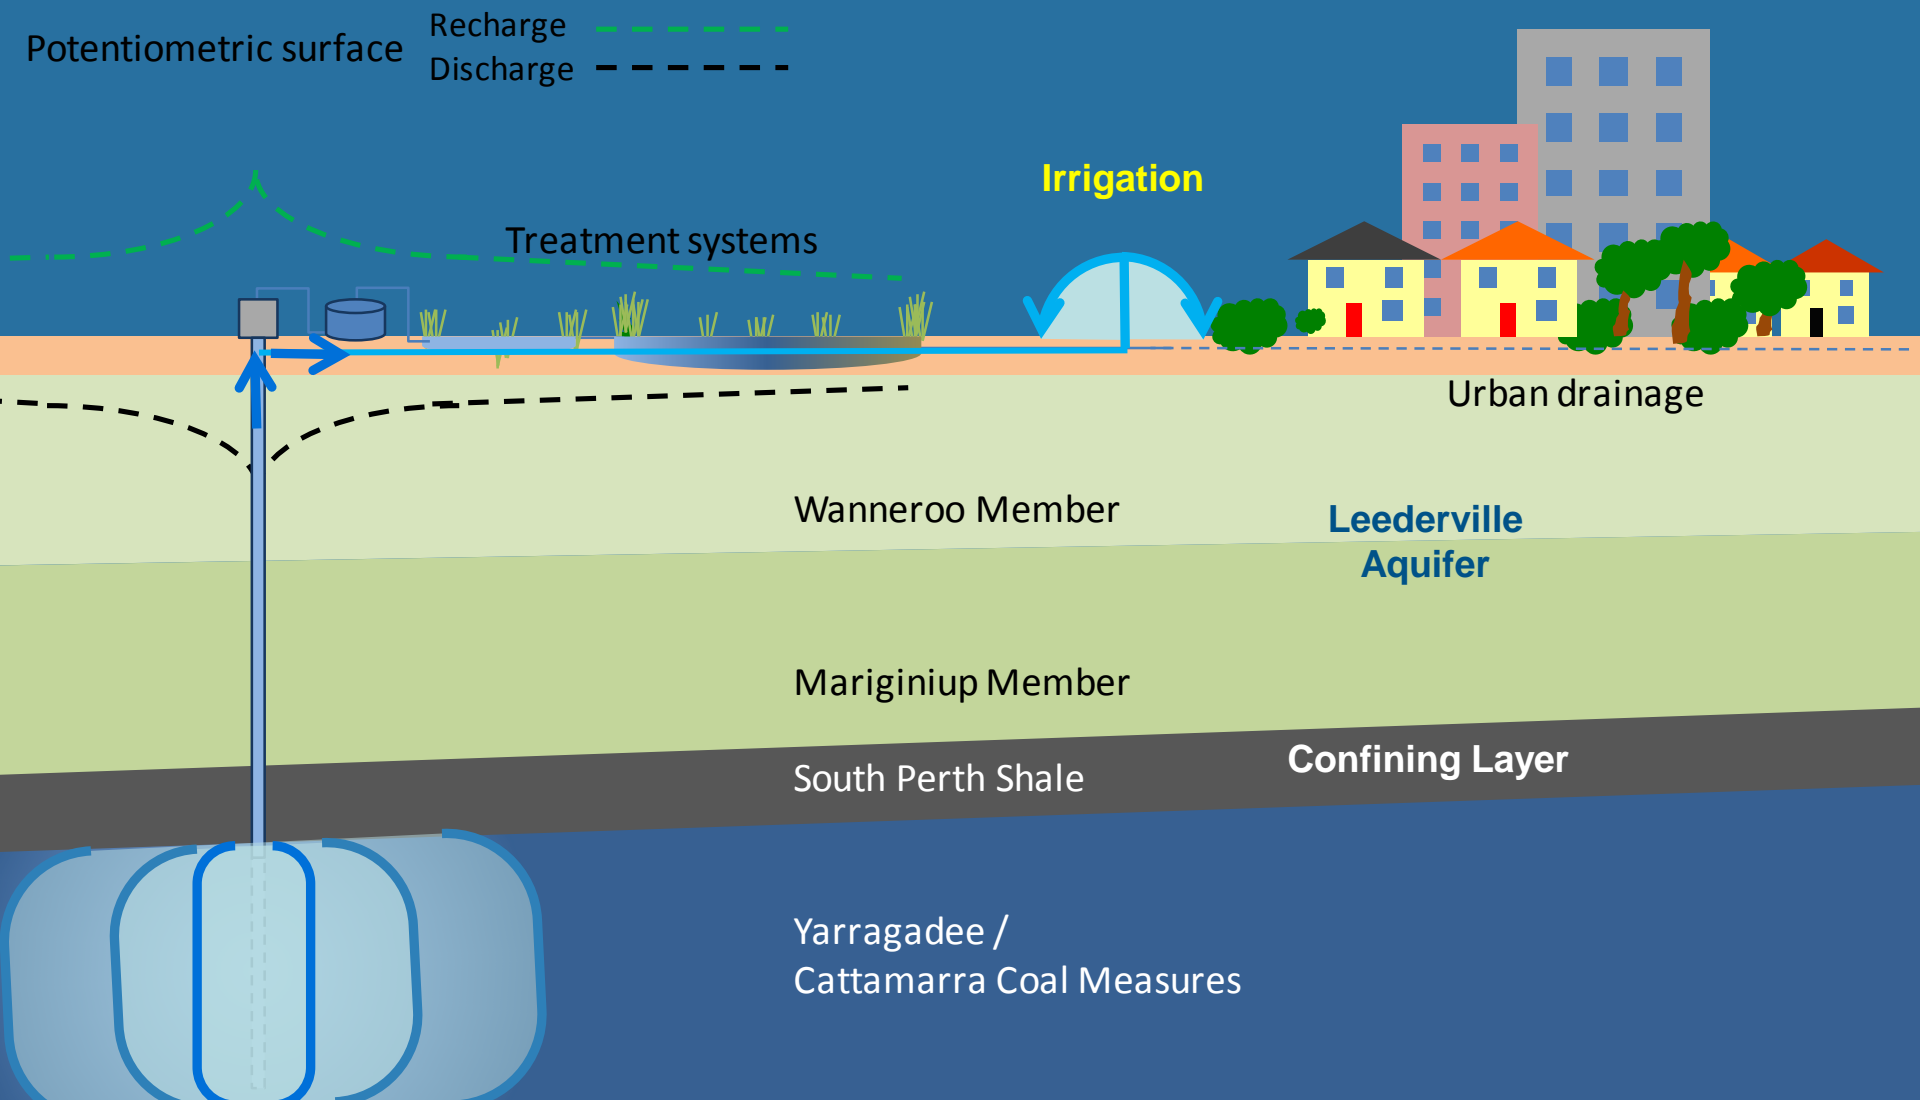 Potentiometric surface
Recharge
Discharge
Irrigation
Treatment systems
Urban drainage
Wanneroo Member
Leederville
Aquifer
Mariginiup Member
South Perth Shale
Confining Layer
Yarragadee /
Cattamarra Coal Measures